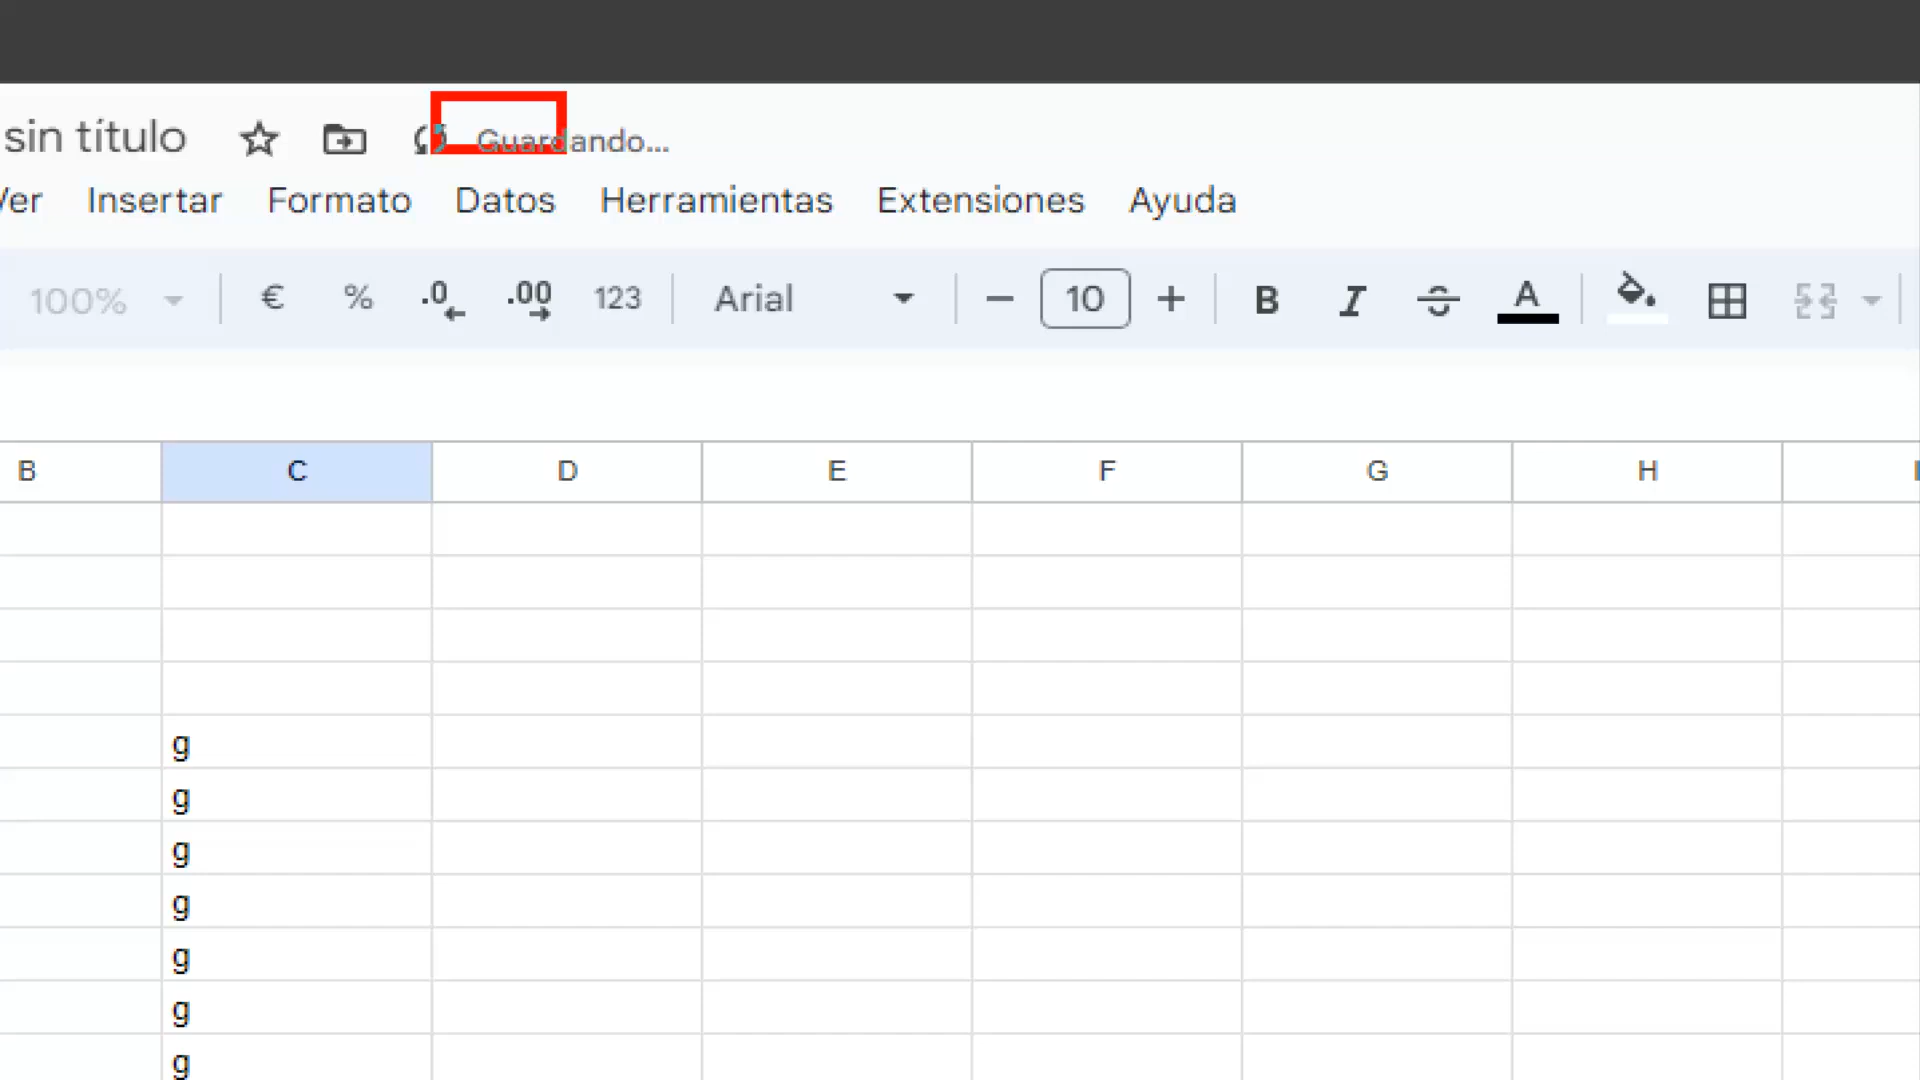 sin título Guardando...
Ver Insertar Formato Datos Herramientas Extensiones Ayuda
100% € % .0 .00 123 Arial 10 B I S A
B C D E F G H
g
g
g
g
g
g
g